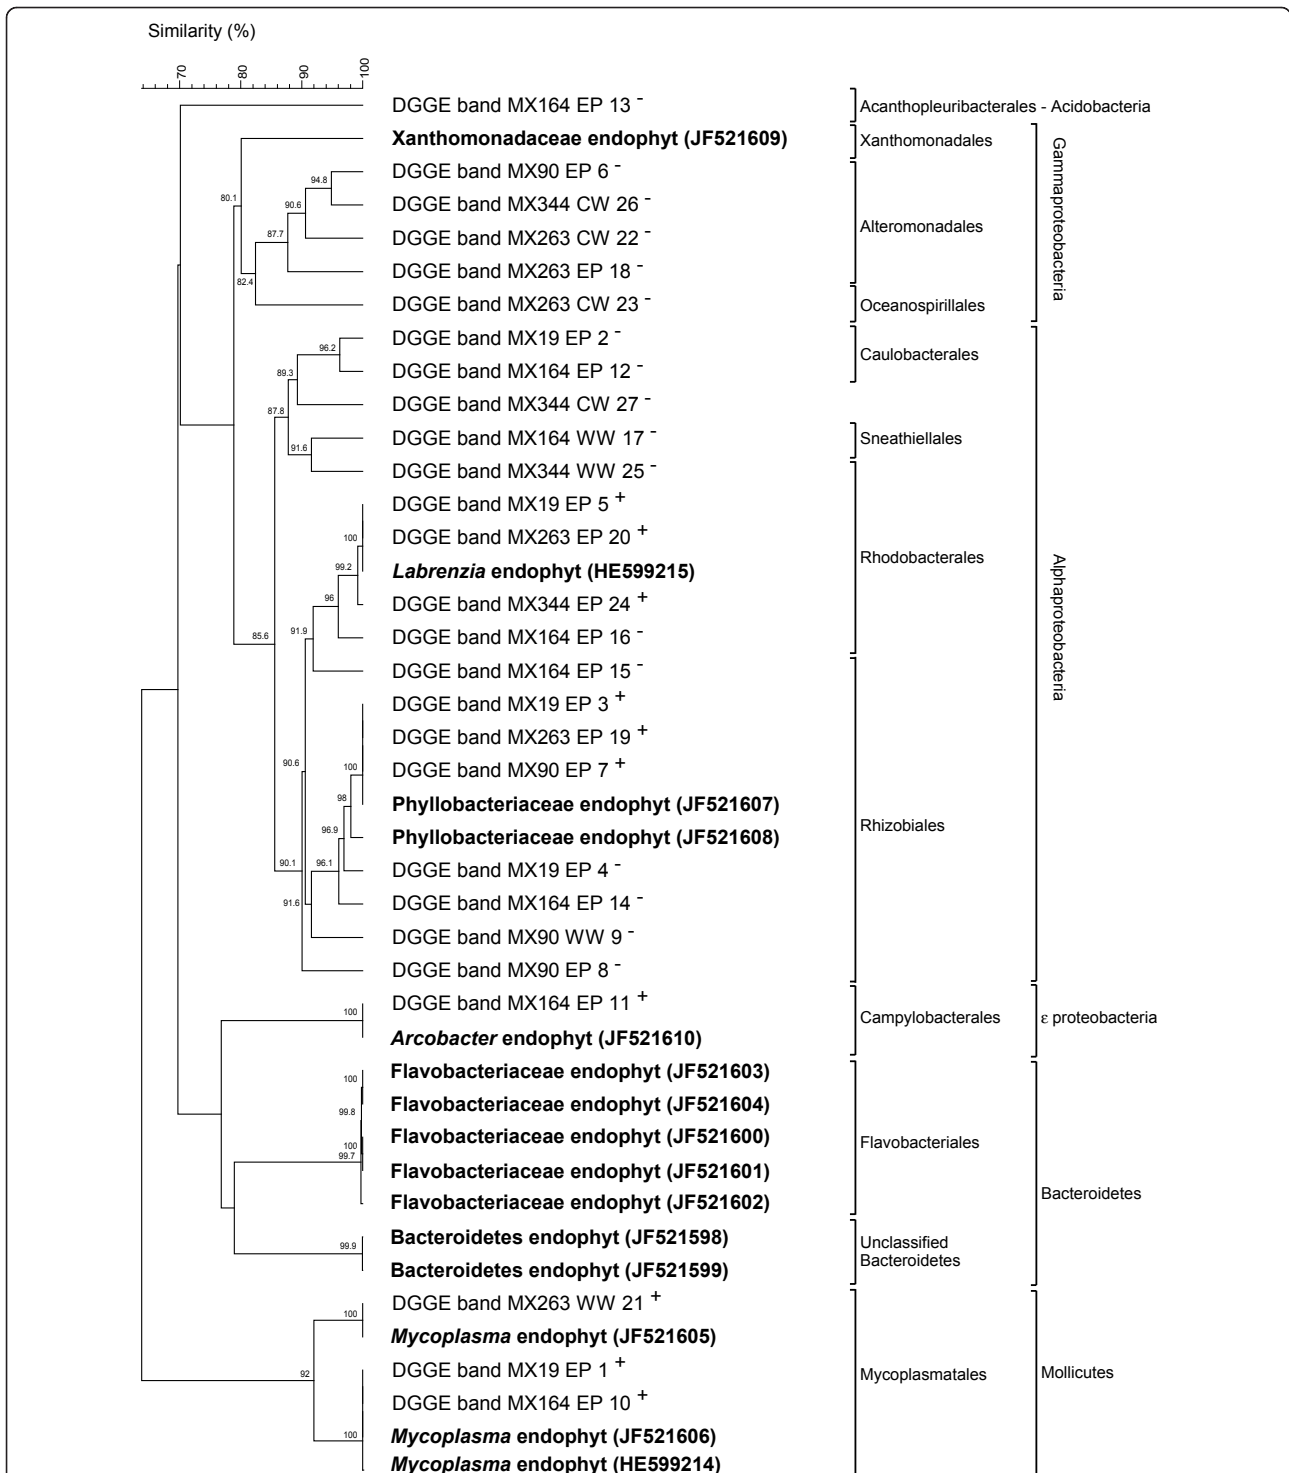 Similarity (%)
70 80 90 100
DGGE band MX164 EP 13 - Acanthopleuribacterales - Acidobacteria
Xanthomonadaceae endophyt (JF521609) Xanthomonadales
Gammaproteobacteria
DGGE band MX90 EP 6 -
94.8
80.1
DGGE band MX344 CW 26 -
90.6
Alteromonadales
87.7
DGGE band MX263 CW 22 -
DGGE band MX263 EP 18 -
82.4
DGGE band MX263 CW 23 - Oceanospirillales
DGGE band MX19 EP 2 -
96.2
Caulobacterales
DGGE band MX164 EP 12 -
89.3
DGGE band MX344 CW 27 -
87.8
DGGE band MX164 WW 17 - Sneathiellales
91.6
DGGE band MX344 WW 25 -
DGGE band MX19 EP 5 +
100
DGGE band MX263 EP 20 +
Rhodobacterales
Alphaproteobacteria
99.2
Labrenzia endophyt (HE599215)
96
DGGE band MX344 EP 24 +
91.9
85.6
DGGE band MX164 EP 16 -
DGGE band MX164 EP 15 -
DGGE band MX19 EP 3 +
DGGE band MX263 EP 19 +
90.6
100
DGGE band MX90 EP 7 +
98
Phyllobacteriaceae endophyt (JF521607)
Rhizobiales
96.9
Phyllobacteriaceae endophyt (JF521608)
90.1
96.1
DGGE band MX19 EP 4 -
91.6
DGGE band MX164 EP 14 -
DGGE band MX90 WW 9 -
DGGE band MX90 EP 8 -
DGGE band MX164 EP 11 +
100
Campylobacterales ε proteobacteria
Arcobacter endophyt (JF521610)
Flavobacteriaceae endophyt (JF521603)
100
Flavobacteriaceae endophyt (JF521604)
99.8
Flavobacteriaceae endophyt (JF521600)
Flavobacteriales
100
99.7
Flavobacteriaceae endophyt (JF521601)
Bacteroidetes
Flavobacteriaceae endophyt (JF521602)
Bacteroidetes endophyt (JF521598)
99.9
Unclassified
Bacteroidetes
Bacteroidetes endophyt (JF521599)
DGGE band MX263 WW 21 +
100
Mycoplasma endophyt (JF521605)
92
DGGE band MX19 EP 1 +
Mycoplasmatales Mollicutes
DGGE band MX164 EP 10 +
100
Mycoplasma endophyt (JF521606)
Mycoplasma endophyt (HE599214)